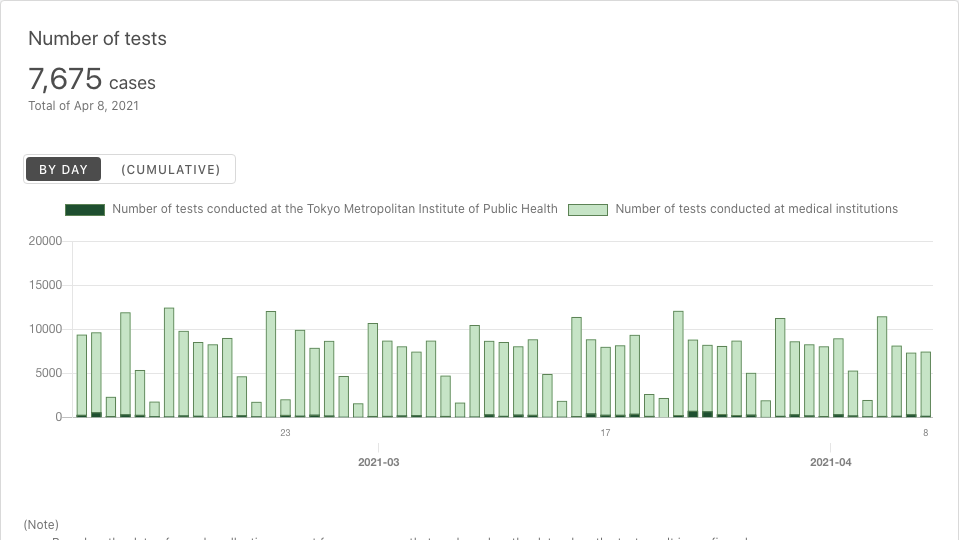 Number of tests
7,675 cases
Total of Apr 8, 2021
BY DAY (CUMULATIVE)
Number of tests conducted at the Tokyo Metropolitan Institute of Public Health Number of tests conducted at medical institutions
20000
15000
10000
5000
0
23 17 8
2021-03 2021-04
(Note)